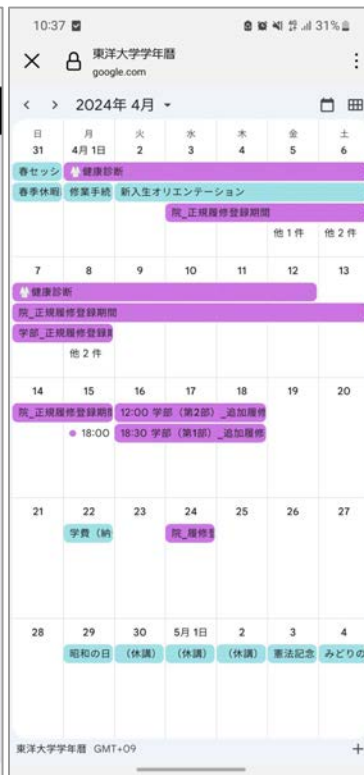 10:37
31%
東洋大学学年暦
google.com
2024年 4月
日 月 火 水 木 金 土
31 4月 1日 2 3 4 5 6
春セッシ 健康診断
春季休暇 修業手続 新入生オリエンテーション
院_正規履修登録期間
他 1 件 他 2 件
7 8 9 10 11 12 13
健康診断
院_正規履修登録期間
学部_正規履修登録期
他 2 件
14 15 16 17 18 19 20
院_正規履修登録期間 12:00 学部（第2部）_追加履修
18:00 18:30 学部（第1部）_追加履修
21 22 23 24 25 26 27
学費（納 院_履修登
28 29 30 5月 1日 2 3 4
昭和の日 （休講） （休講） （休講） 憲法記念 みどりの
東洋大学学年暦 GMT+09